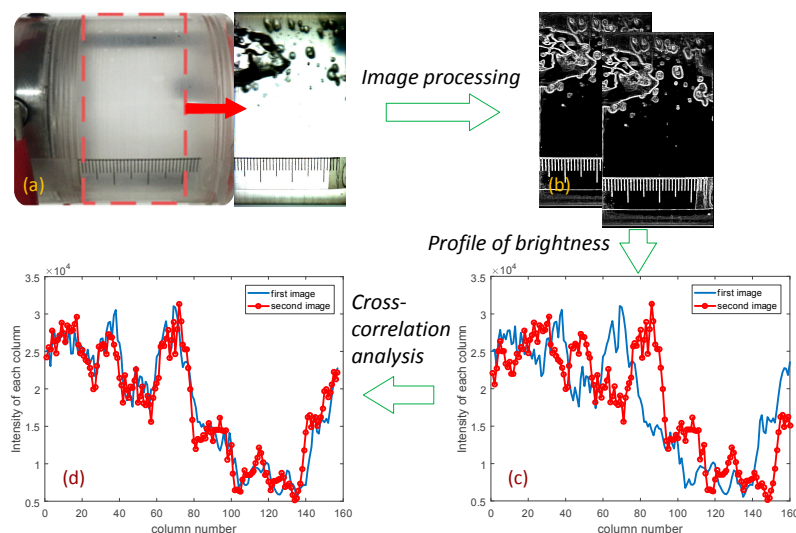 Image processing
(a)
(b)
Profile of brightness
×10⁴
3.5
3
2.5
2
1.5
1
0.5
0
20
40
60
80
100
120
140
160
Intensity of each column
column number
first image
second image
(d)
Cross-
correlation
analysis
×10⁴
3.5
3
2.5
2
1.5
1
0.5
0
20
40
60
80
100
120
140
160
Intensity of each column
column number
first image
second image
(c)